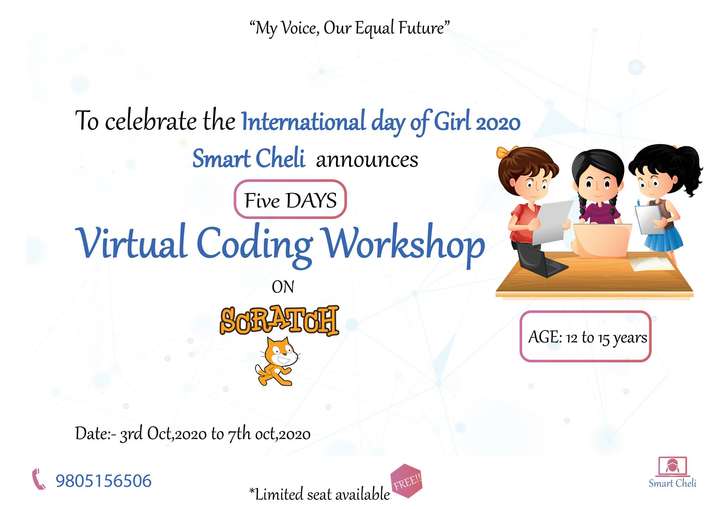 “My Voice, Our Equal Future”
To celebrate the International day of Girl 2020
Smart Cheli announces
Five DAYS
Virtual Coding Workshop
ON
SCRATCH
AGE: 12 to 15 years
Date:- 3rd Oct,2020 to 7th oct,2020
9805156506
*Limited seat available
FREE!!
Smart Cheli